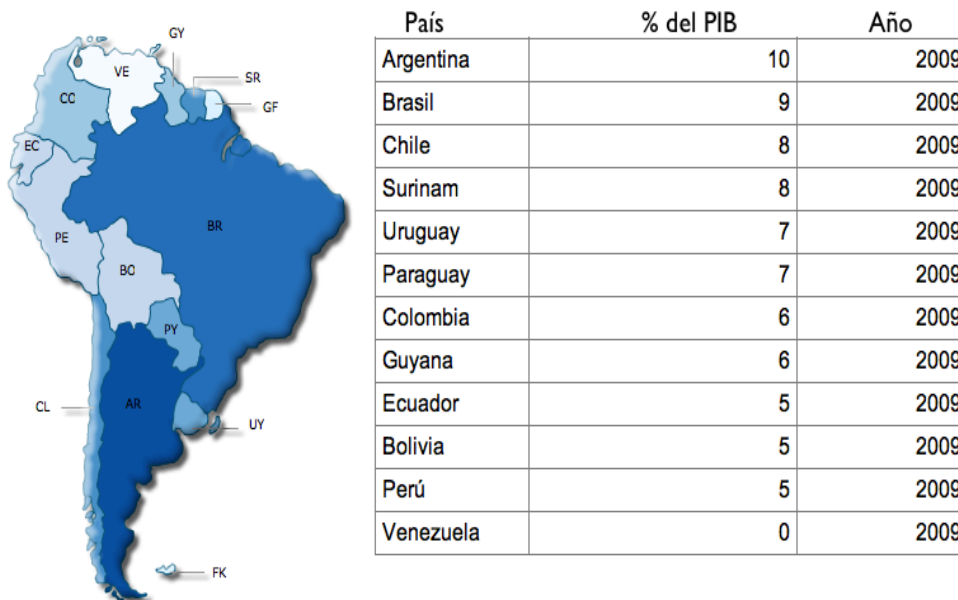 GY
VE
SR
CO
GF
EC
BR
PE
BO
PY
CL
AR
UY
FK
País % del PIB Año
Argentina 10 2009
Brasil 9 2009
Chile 8 2009
Surinam 8 2009
Uruguay 7 2009
Paraguay 7 2009
Colombia 6 2009
Guyana 6 2009
Ecuador 5 2009
Bolivia 5 2009
Perú 5 2009
Venezuela 0 2009